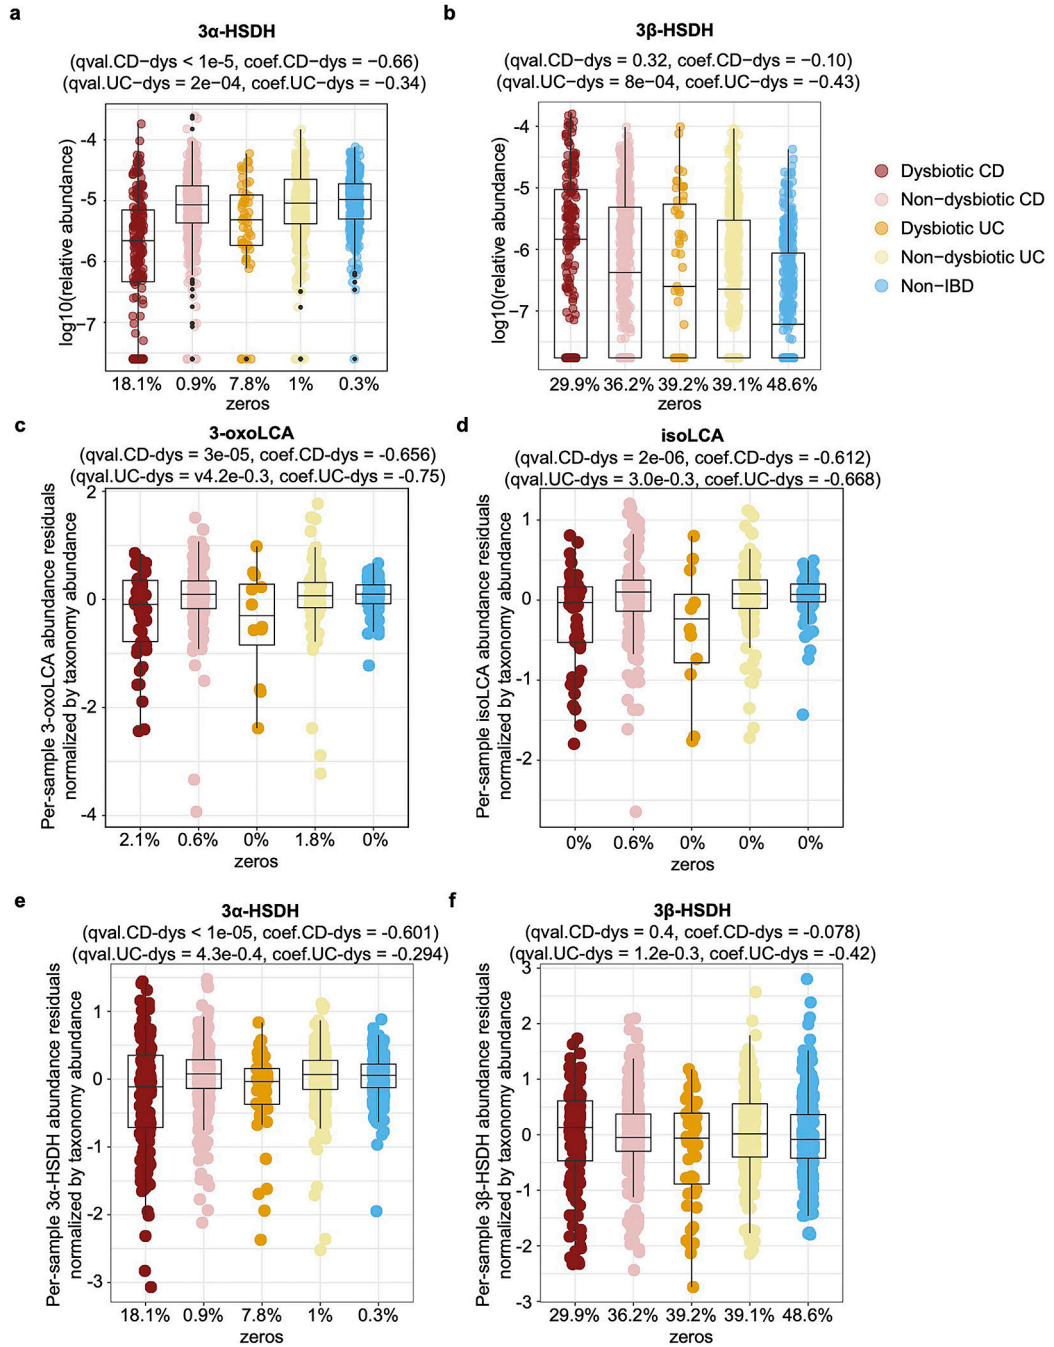 a
3α-HSDH
(qval.CD−dys < 1e-5, coef.CD−dys = −0.66)
(qval.UC−dys = 2e−04, coef.UC−dys = −0.34)
log10(relative abundance)
-4
-5
-6
-7
18.1% 0.9% 7.8% 1% 0.3%
zeros
b
3β-HSDH
(qval.CD−dys = 0.32, coef.CD−dys = −0.10)
(qval.UC−dys = 8e−04, coef.UC−dys = −0.43)
log10(relative abundance)
-4
-5
-6
-7
29.9% 36.2% 39.2% 39.1% 48.6%
zeros
Dysbiotic CD
Non-dysbiotic CD
Dysbiotic UC
Non-dysbiotic UC
Non-IBD
c
3-oxoLCA
(qval.CD-dys = 3e-05, coef.CD-dys = -0.656)
(qval.UC-dys = v4.2e-0.3, coef.UC-dys = -0.75)
Per-sample 3-oxoLCA abundance residuals
normalized by taxonomy abundance
2
0
-2
-4
2.1% 0.6% 0% 1.8% 0%
zeros
d
isoLCA
(qval.CD-dys = 2e-06, coef.CD-dys = -0.612)
(qval.UC-dys = 3.0e-0.3, coef.UC-dys = -0.668)
Per-sample isoLCA abundance residuals
normalized by taxonomy abundance
1
0
-1
-2
0% 0.6% 0% 0% 0%
zeros
e
3α-HSDH
(qval.CD-dys < 1e-05, coef.CD-dys = -0.601)
(qval.UC-dys = 4.3e-0.4, coef.UC-dys = -0.294)
Per-sample 3α-HSDH abundance residuals
normalized by taxonomy abundance
1
0
-1
-2
-3
18.1% 0.9% 7.8% 1% 0.3%
zeros
f
3β-HSDH
(qval.CD-dys = 0.4, coef.CD-dys = -0.078)
(qval.UC-dys = 1.2e-0.3, coef.UC-dys = -0.42)
Per-sample 3β-HSDH abundance residuals
normalized by taxonomy abundance
3
2
1
0
-1
-2
-3
29.9% 36.2% 39.2% 39.1% 48.6%
zeros